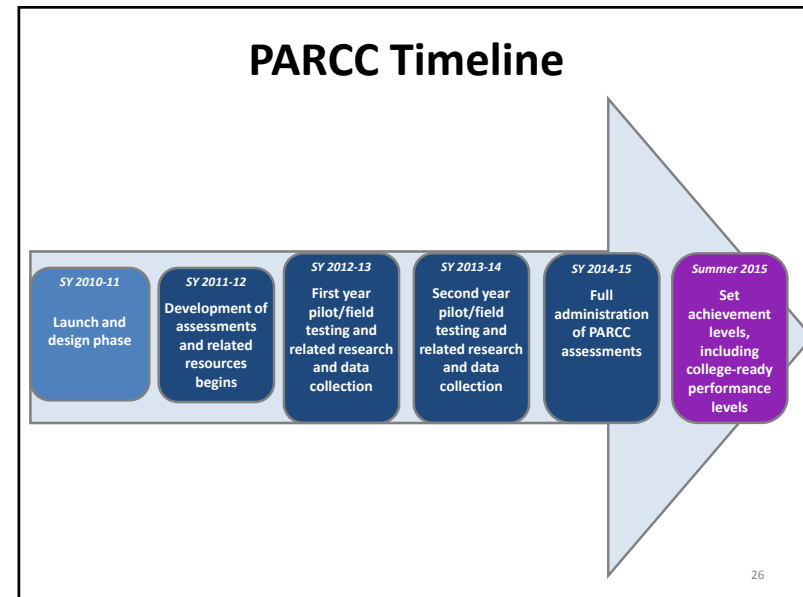 PARCC Timeline
SY 2010-11
Launch and
design phase
SY 2011-12
Development of
assessments
and related
resources
begins
SY 2012-13
First year
pilot/field
testing and
related research
and data
collection
SY 2013-14
Second year
pilot/field
testing and
related research
and data
collection
SY 2014-15
Full
administration
of PARCC
assessments
Summer 2015
Set
achievement
levels,
including
college-ready
performance
levels
26